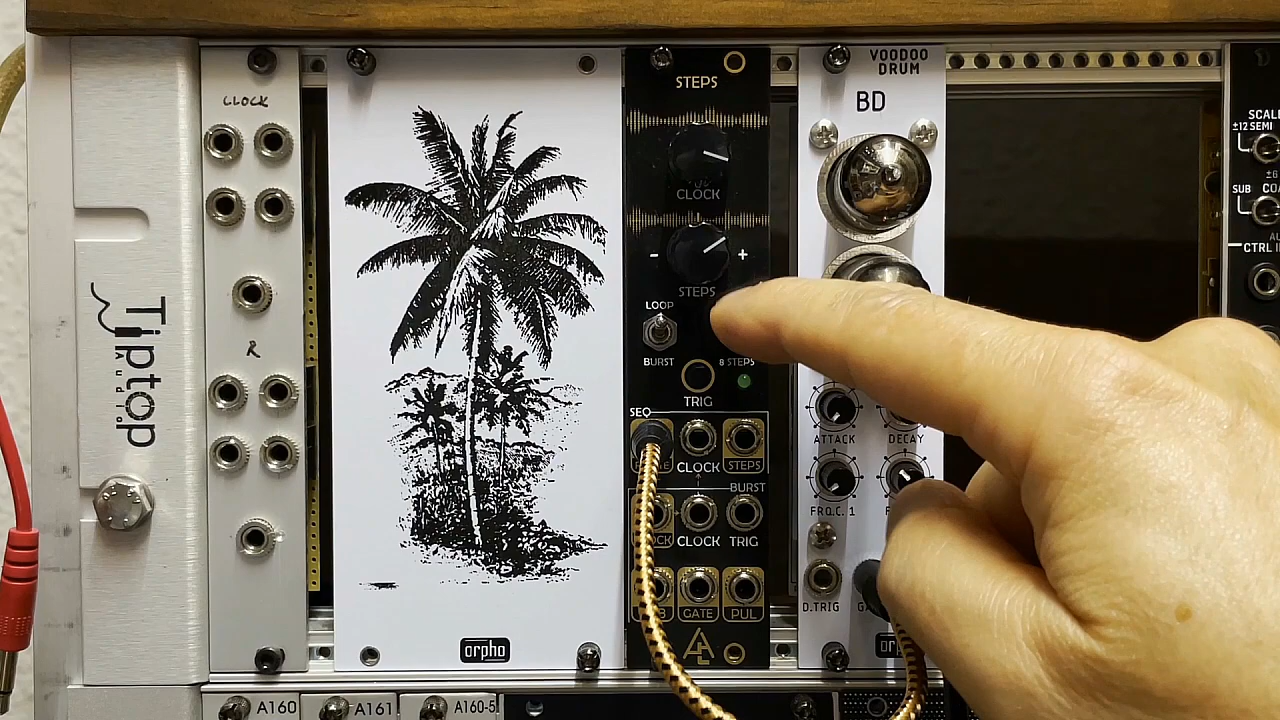 CLOCK
R
Tiptop
Audio
orpho
STEPS
CLOCK
-
+
STEPS
LOOP
BURST
8 STEPS
TRIG
SEQ
CLOCK
STEPS
BURST
CLOCK
TRIG
GATE
PUL
VOODOO
DRUM
BD
ATTACK
DECAY
FRQ.C. 1
D.TRIG
A160
A161
A160-5
±12 SEMI
SUB
CTRL